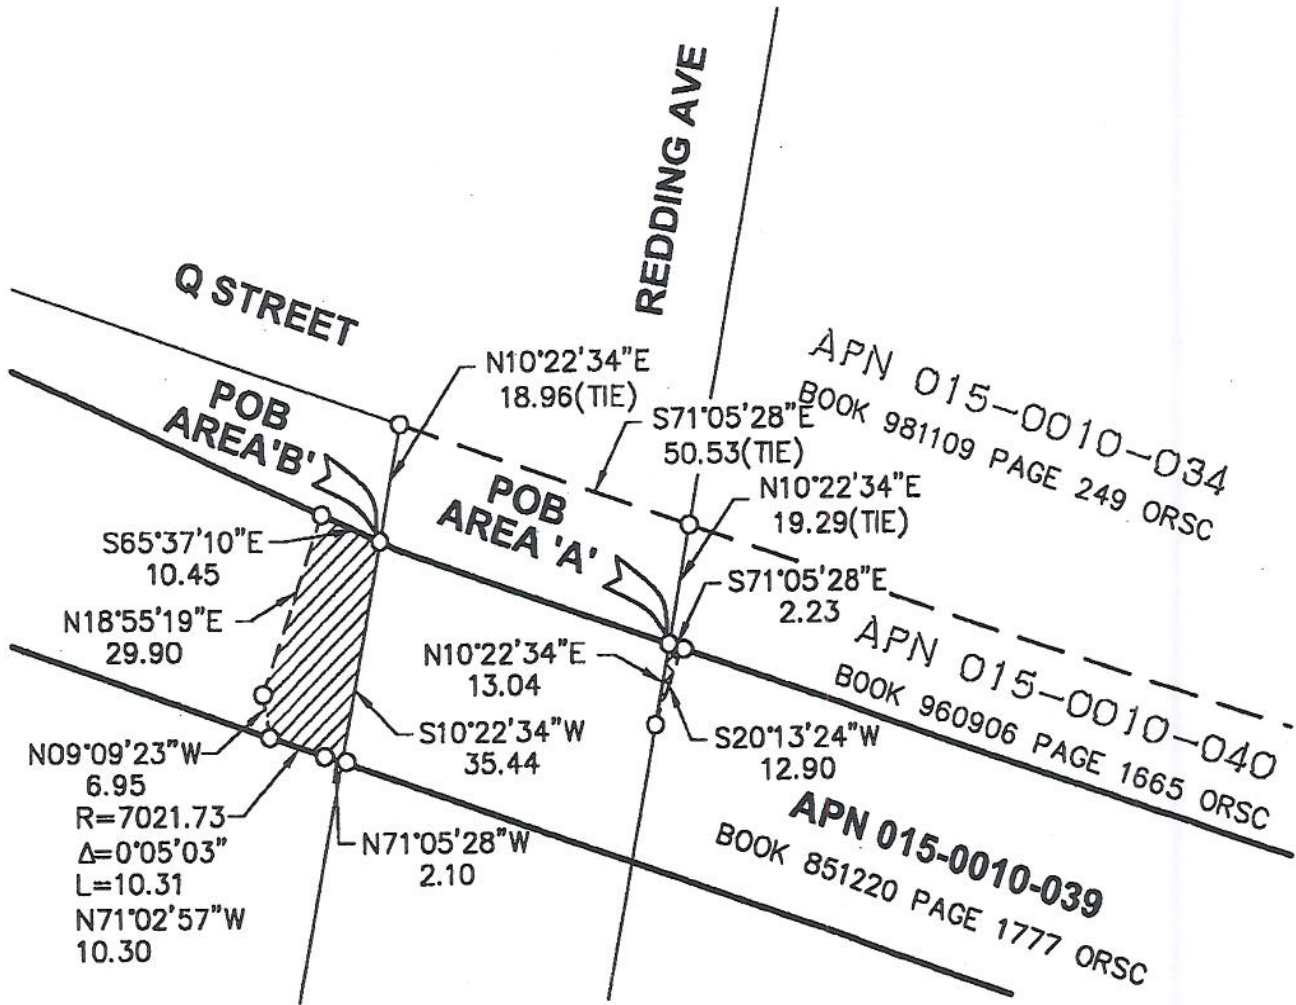 REDDING AVE
Q STREET
N10°22'34"E
18.96(TIE)
S71°05'28"E
50.53(TIE)
APN 015-0010-034
BOOK 981109 PAGE 249 ORSC
POB
AREA'B'
POB
AREA 'A'
N10°22'34"E
19.29(TIE)
S65°37'10"E
10.45
S71°05'28"E
2.23
N18°55'19"E
29.90
N10°22'34"E
13.04
APN 015-0010-040
BOOK 960906 PAGE 1665 ORSC
S10°22'34"W
35.44
S20°13'24"W
12.90
N09°09'23"W
6.95
R=7021.73
Δ=0°05'03"
L=10.31
N71°02'57"W
10.30
N71°05'28"W
2.10
APN 015-0010-039
BOOK 851220 PAGE 1777 ORSC